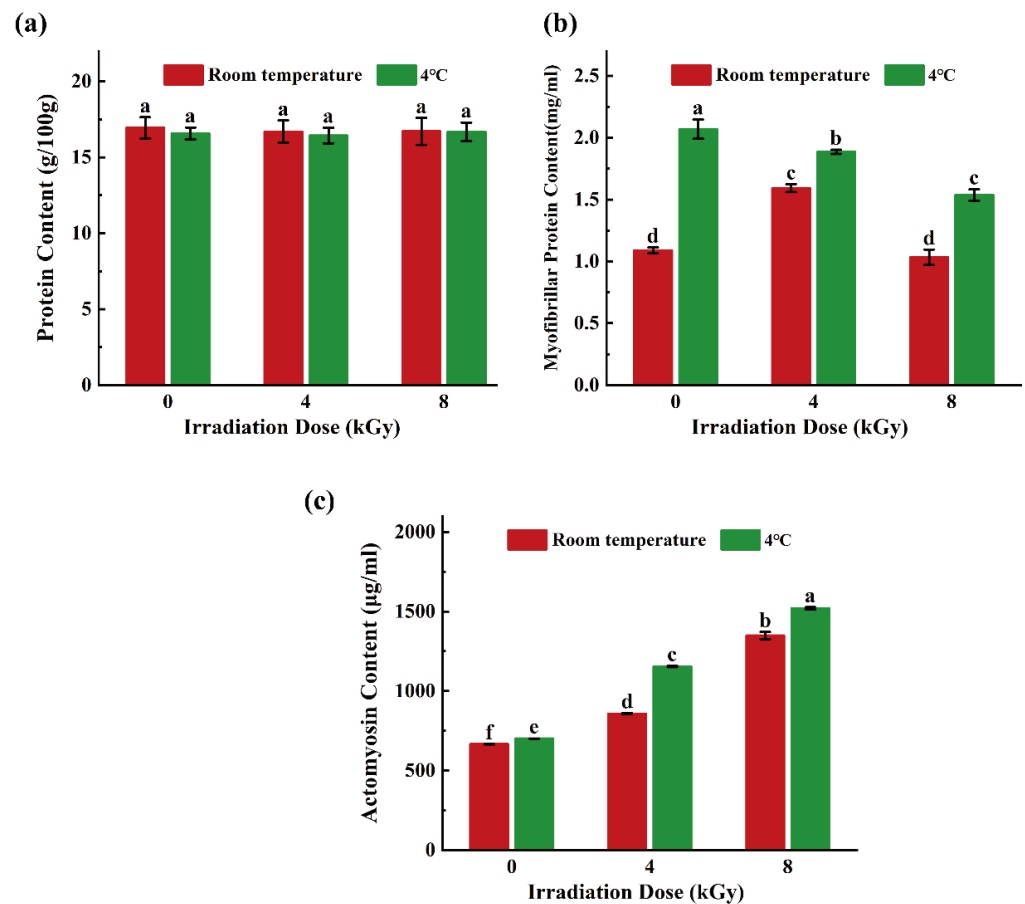 (a)
Room temperature 4°C
Protein Content (g/100g)
20
15
10
5
0
a a a a a a
0 4 8
Irradiation Dose (kGy)
(b)
Room temperature 4°C
Myofibrillar Protein Content(mg/ml)
2.5
2.0
1.5
1.0
0.5
0.0
d a c b d c
0 4 8
Irradiation Dose (kGy)
(c)
Room temperature 4°C
Actomyosin Content (μg/ml)
2000
1500
1000
500
0
f e d c b a
0 4 8
Irradiation Dose (kGy)